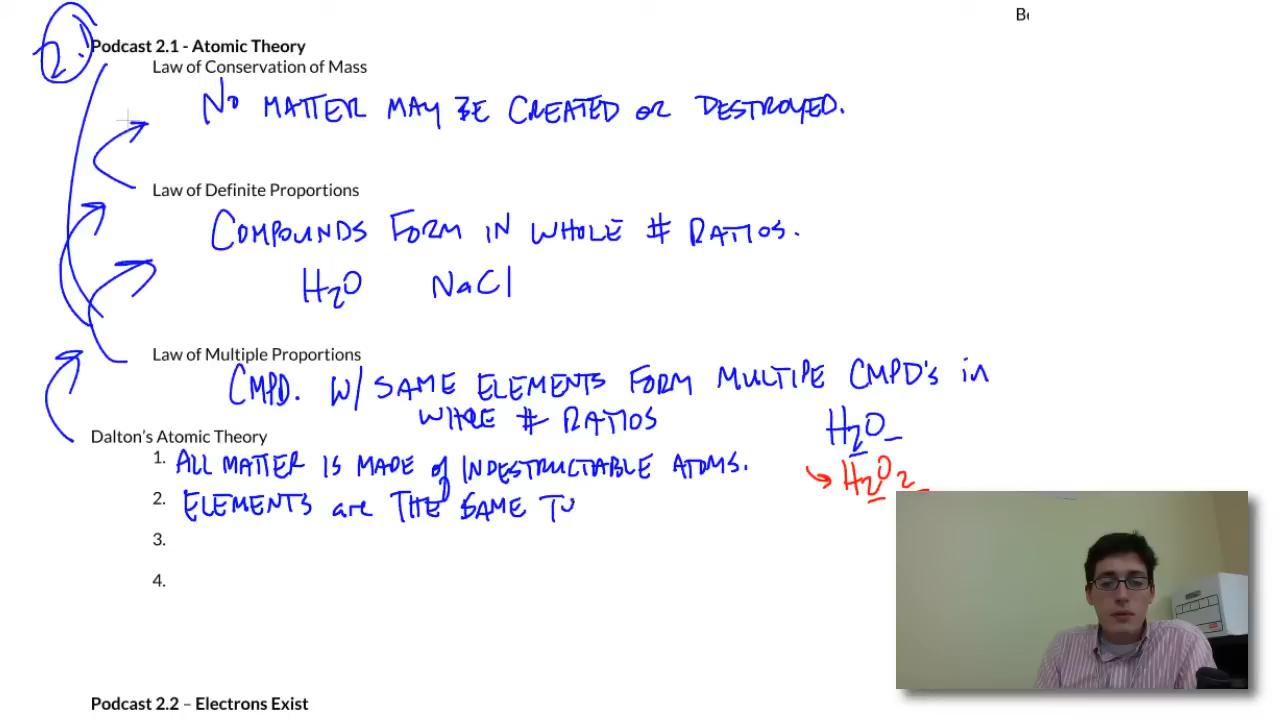 Be
2.1
Podcast 2.1 - Atomic Theory
Law of Conservation of Mass
No MATTER MAY BE CREATED or DESTROYED.
Law of Definite Proportions
COMPOUNDS FORM IN WHOLE # RATIOS.
H2O NaCl
Law of Multiple Proportions
CMPD. W/ SAME ELEMENTS FORM MULTIPE CMPD'S in
WHOLE # RATIOS
H2O
Dalton's Atomic Theory
1. ALL MATTER IS MADE of INDESTRUCTABLE ATOMS.
H2O2
2. ELEMENTS are THE SAME
3.
4.
Podcast 2.2 – Electrons Exist